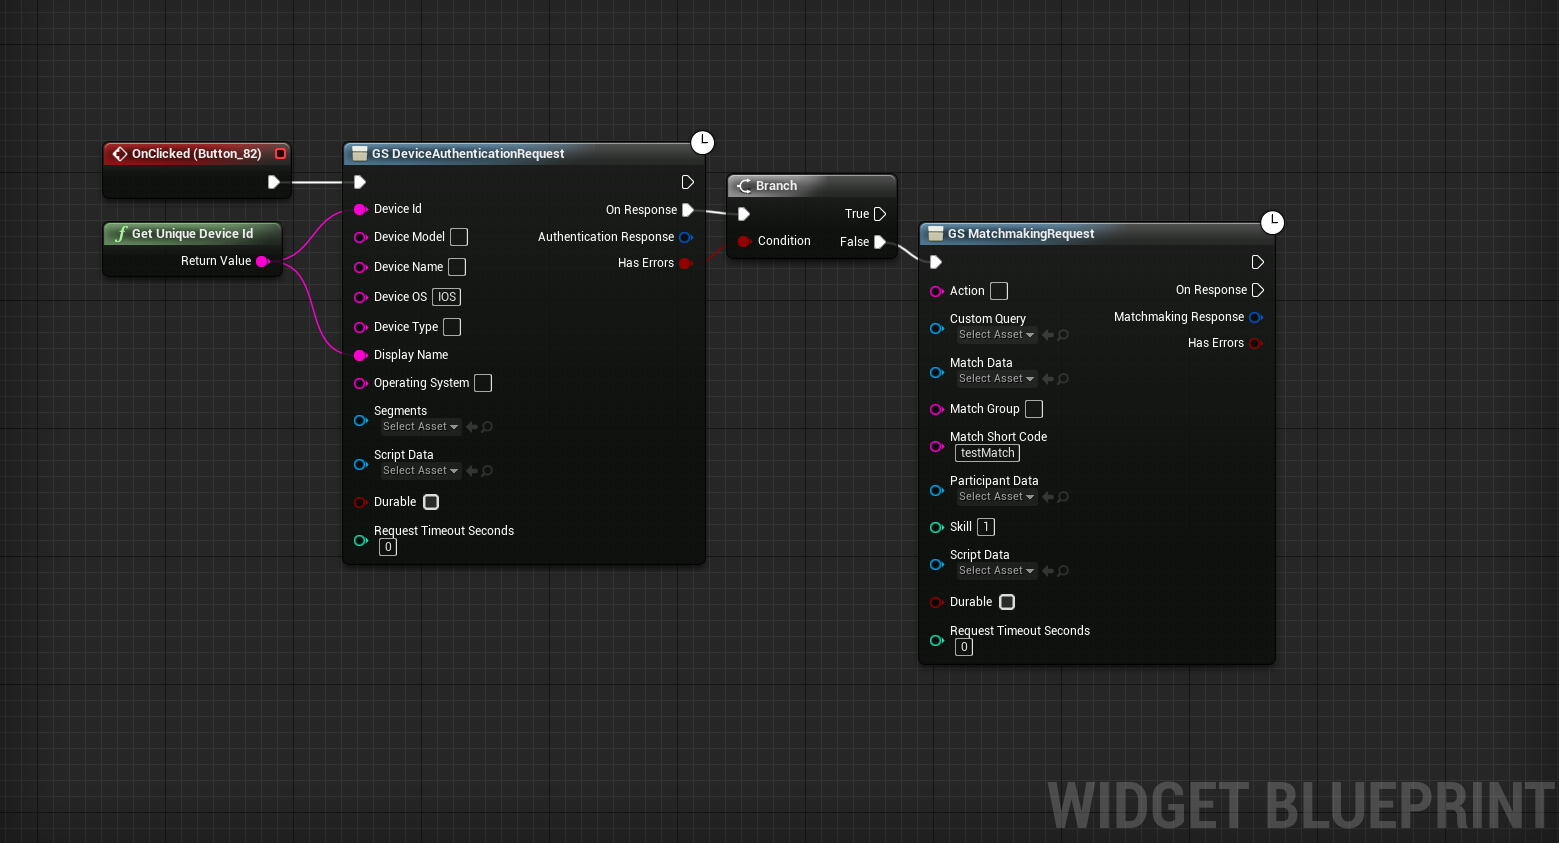 OnClicked (Button_82)
Get Unique Device Id
Return Value
GS DeviceAuthenticationRequest
Device Id
On Response
Device Model
Authentication Response
Device Name
Has Errors
Device OS IOS
Device Type
Display Name
Operating System
Segments
Select Asset
Script Data
Select Asset
Durable
Request Timeout Seconds
0
Branch
True
Condition
False
GS MatchmakingRequest
Action
On Response
Custom Query
Select Asset
Matchmaking Response
Has Errors
Match Data
Select Asset
Match Group
Match Short Code
testMatch
Participant Data
Select Asset
Skill 1
Script Data
Select Asset
Durable
Request Timeout Seconds
0
WIDGET BLUEPRINT